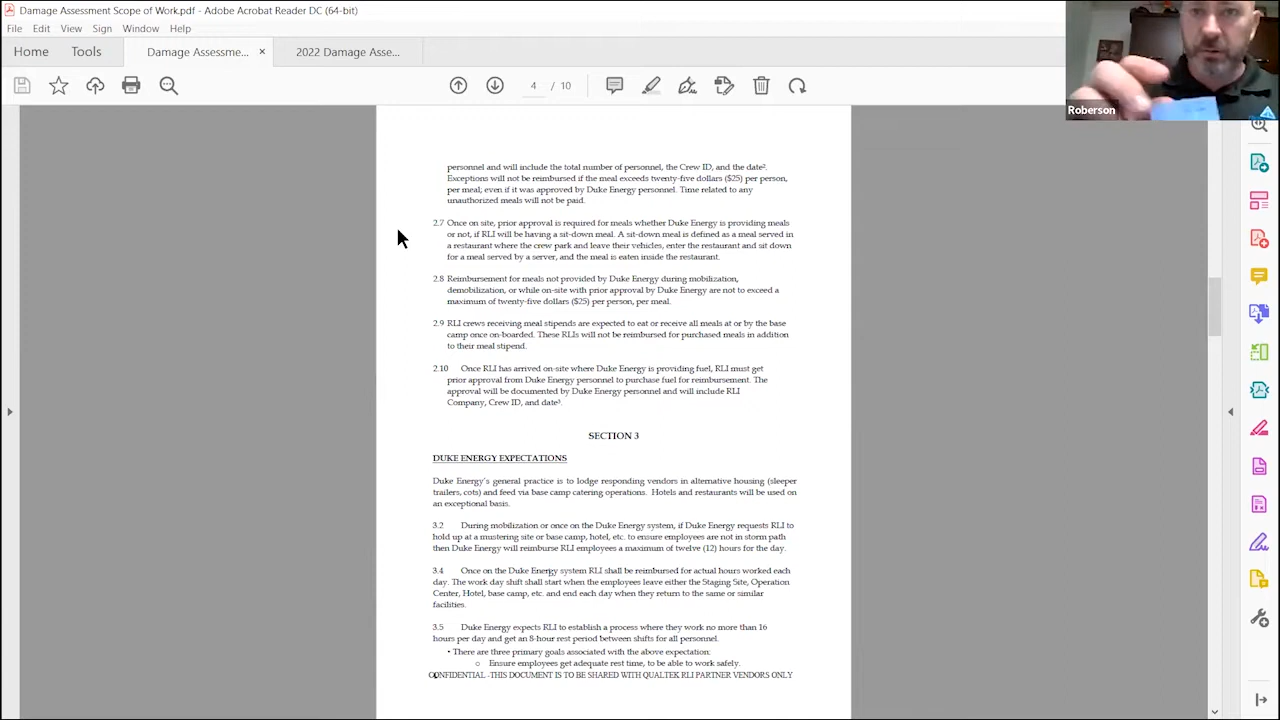 Damage Assessment Scope of Work.pdf - Adobe Acrobat Reader DC (64-bit)
File Edit View Sign Window Help
Home Tools Damage Assessme... × 2022 Damage Asse...
4 / 10
Roberson
personnel and will include the total number of personnel, the Crew ID, and the date².
Exceptions will not be reimbursed if the meal exceeds twenty-five dollars ($25) per person,
per meal; even if it was approved by Duke Energy personnel. Time related to any
unauthorized meals will not be paid.
2.7 Once on site, prior approval is required for meals whether Duke Energy is providing meals
or not, if RLI will be having a sit-down meal. A sit-down meal is defined as a meal served in
a restaurant where the crew park and leave their vehicles, enter the restaurant and sit down
for a meal served by a server, and the meal is eaten inside the restaurant.
2.8 Reimbursement for meals not provided by Duke Energy during mobilization,
demobilization, or while on-site with prior approval by Duke Energy are not to exceed a
maximum of twenty-five dollars ($25) per person, per meal.
2.9 RLI crews receiving meal stipends are expected to eat or receive all meals at or by the base
camp once on-boarded. These RLIs will not be reimbursed for purchased meals in addition
to their meal stipend.
2.10 Once RLI has arrived on-site where Duke Energy is providing fuel, RLI must get
prior approval from Duke Energy personnel to purchase fuel for reimbursement. The
approval will be documented by Duke Energy personnel and will include RLI
Company, Crew ID, and date³.
SECTION 3
DUKE ENERGY EXPECTATIONS
Duke Energy's general practice is to lodge responding vendors in alternative housing (sleeper
trailers, cots) and feed via base camp catering operations. Hotels and restaurants will be used on
an exceptional basis.
3.2 During mobilization or once on the Duke Energy system, if Duke Energy requests RLI to
hold up at a mustering site or base camp, hotel, etc. to ensure employees are not in storm path
then Duke Energy will reimburse RLI employees a maximum of twelve (12) hours for the day.
3.4 Once on the Duke Energy system RLI shall be reimbursed for actual hours worked each
day. The work day shift shall start when the employees leave either the Staging Site, Operation
Center, Hotel, base camp, etc. and end each day when they return to the same or similar
facilities.
3.5 Duke Energy expects RLI to establish a process where they work no more than 16
hours per day and get an 8-hour rest period between shifts for all personnel.
• There are three primary goals associated with the above expectation:
o Ensure employees get adequate rest time, to be able to work safely.
CONFIDENTIAL -THIS DOCUMENT IS TO BE SHARED WITH QUALTEK RLI PARTNER VENDORS ONLY